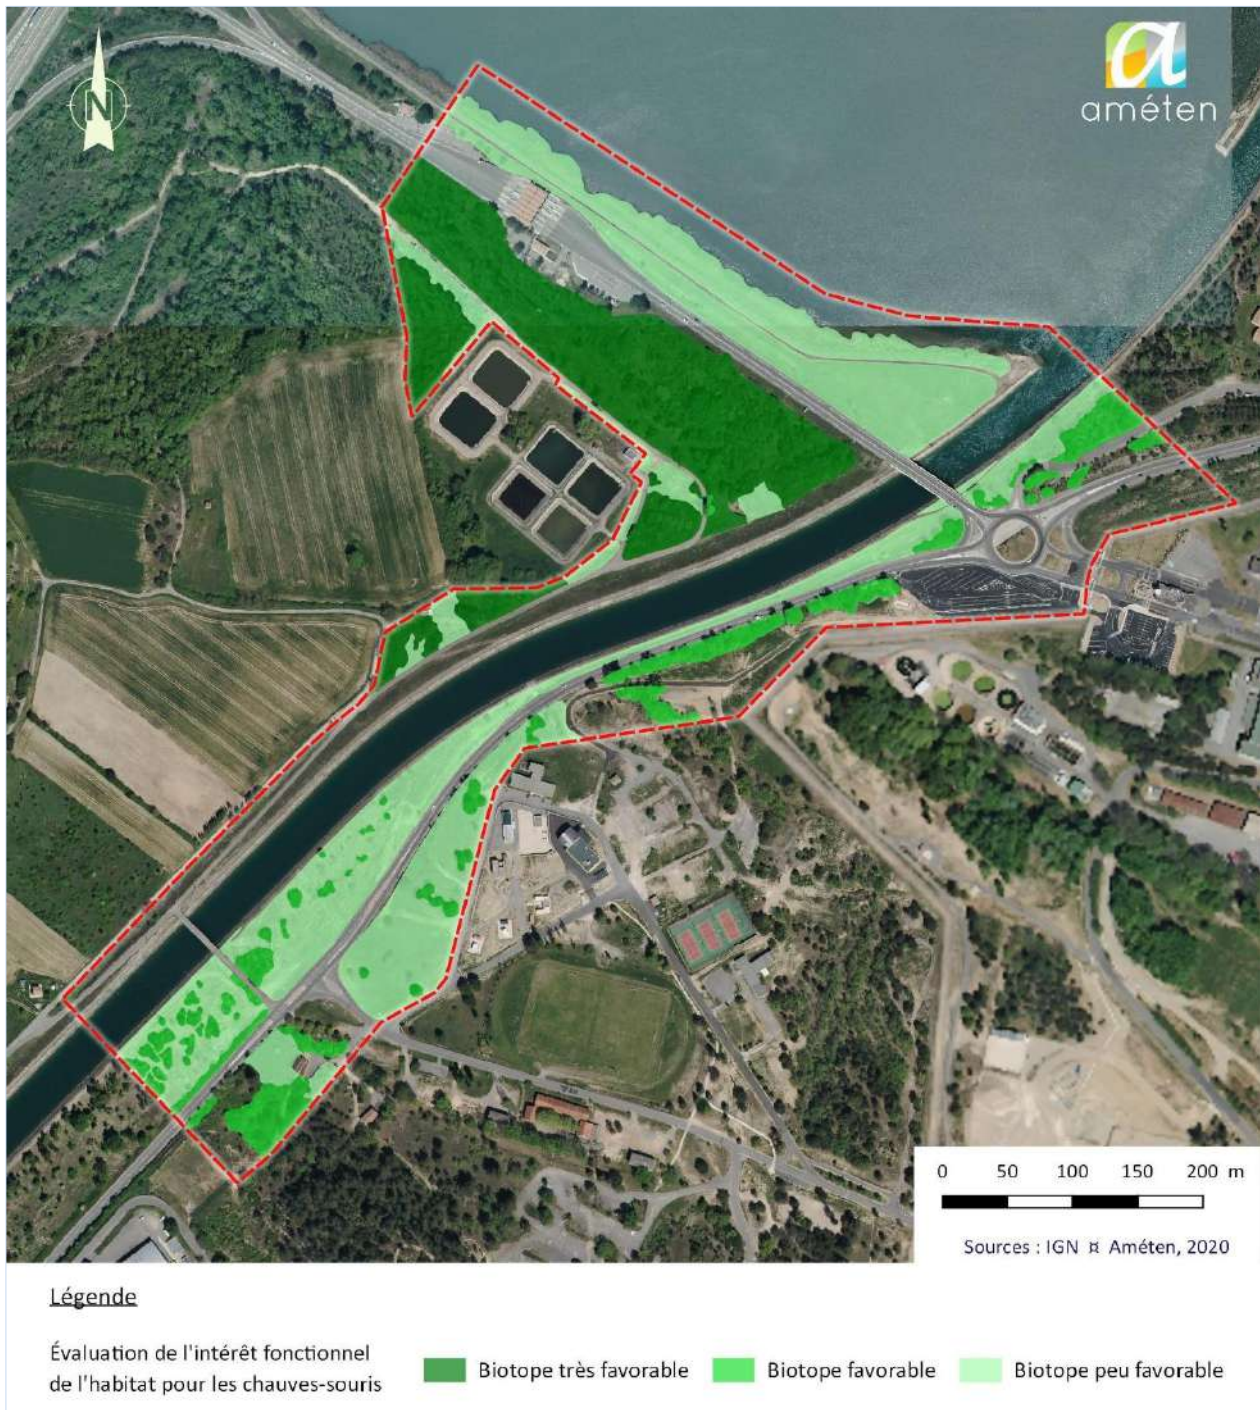 N
a
améten
0 50 100 150 200 m
Sources : IGN ¤ Améten, 2020
Légende
Évaluation de l'intérêt fonctionnel
de l'habitat pour les chauves-souris
Biotope très favorable
Biotope favorable
Biotope peu favorable